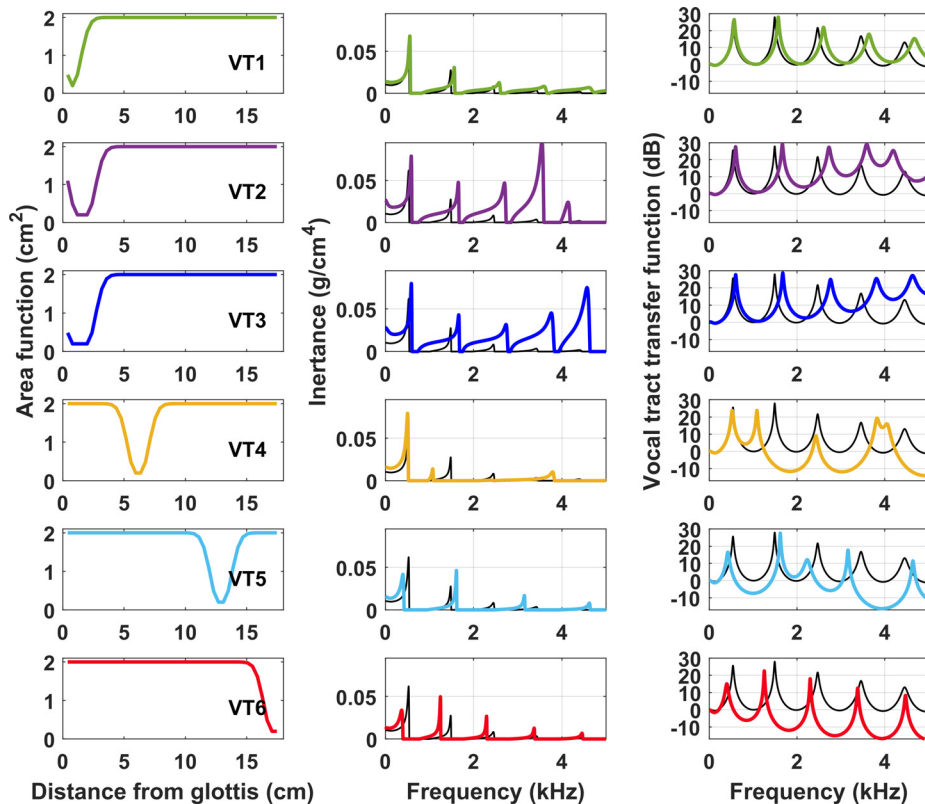 2
1
0
0 5 10 15
VT1
0.05
0
0 2 4
30
20
10
0
-10
0 2 4
2
1
0
0 5 10 15
0.05
0
0 2 4
30
20
10
0
-10
0 2 4
VT2
2
1
0
0 5 10 15
VT3
0.05
0
0 2 4
30
20
10
0
-10
0 2 4
2
1
0
0 5 10 15
VT4
0.05
0
0 2 4
30
20
10
0
-10
0 2 4
2
1
0
0 5 10 15
VT5
0.05
0
0 2 4
30
20
10
0
-10
0 2 4
2
1
0
0 5 10 15
VT6
0.05
0
0 2 4
30
20
10
0
-10
0 2 4
Area function (cm²)
Inertance (g/cm⁴)
Vocal tract transfer function (dB)
Distance from glottis (cm)
Frequency (kHz)
Frequency (kHz)